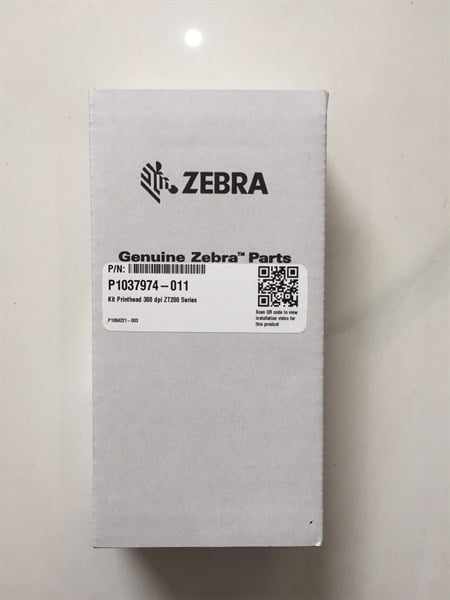 ZEBRA
Genuine Zebra™ Parts
P/N:
P1037974-011
Kit Printhead 300 dpi ZT200 Series
Scan QR code to view
installation video for
this product
P1084221-003